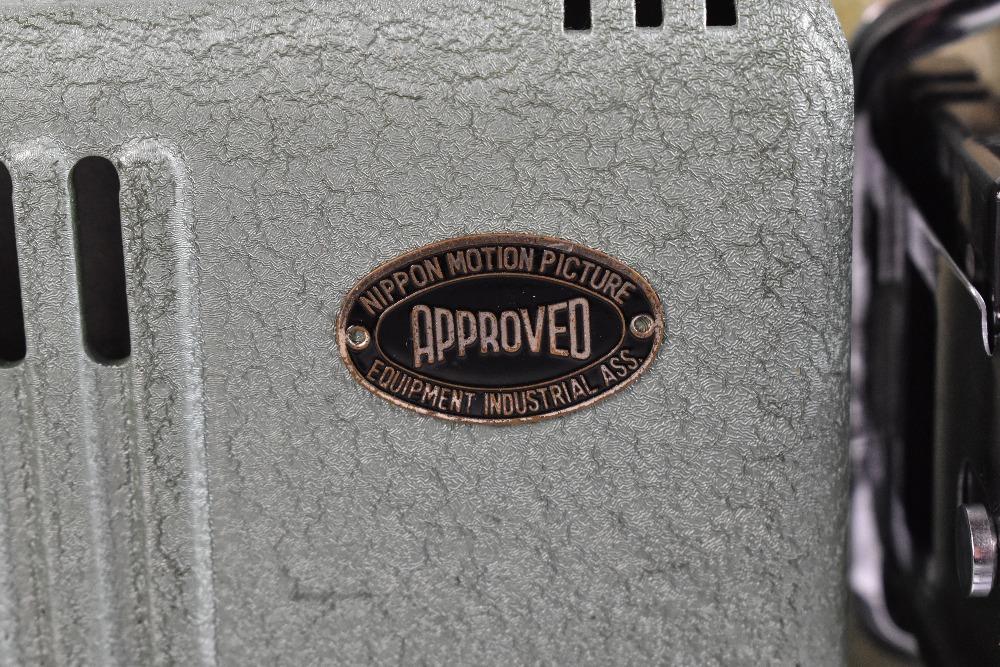 NIPPON MOTION PICTURE
APPROVED
EQUIPMENT INDUSTRIAL ASS.